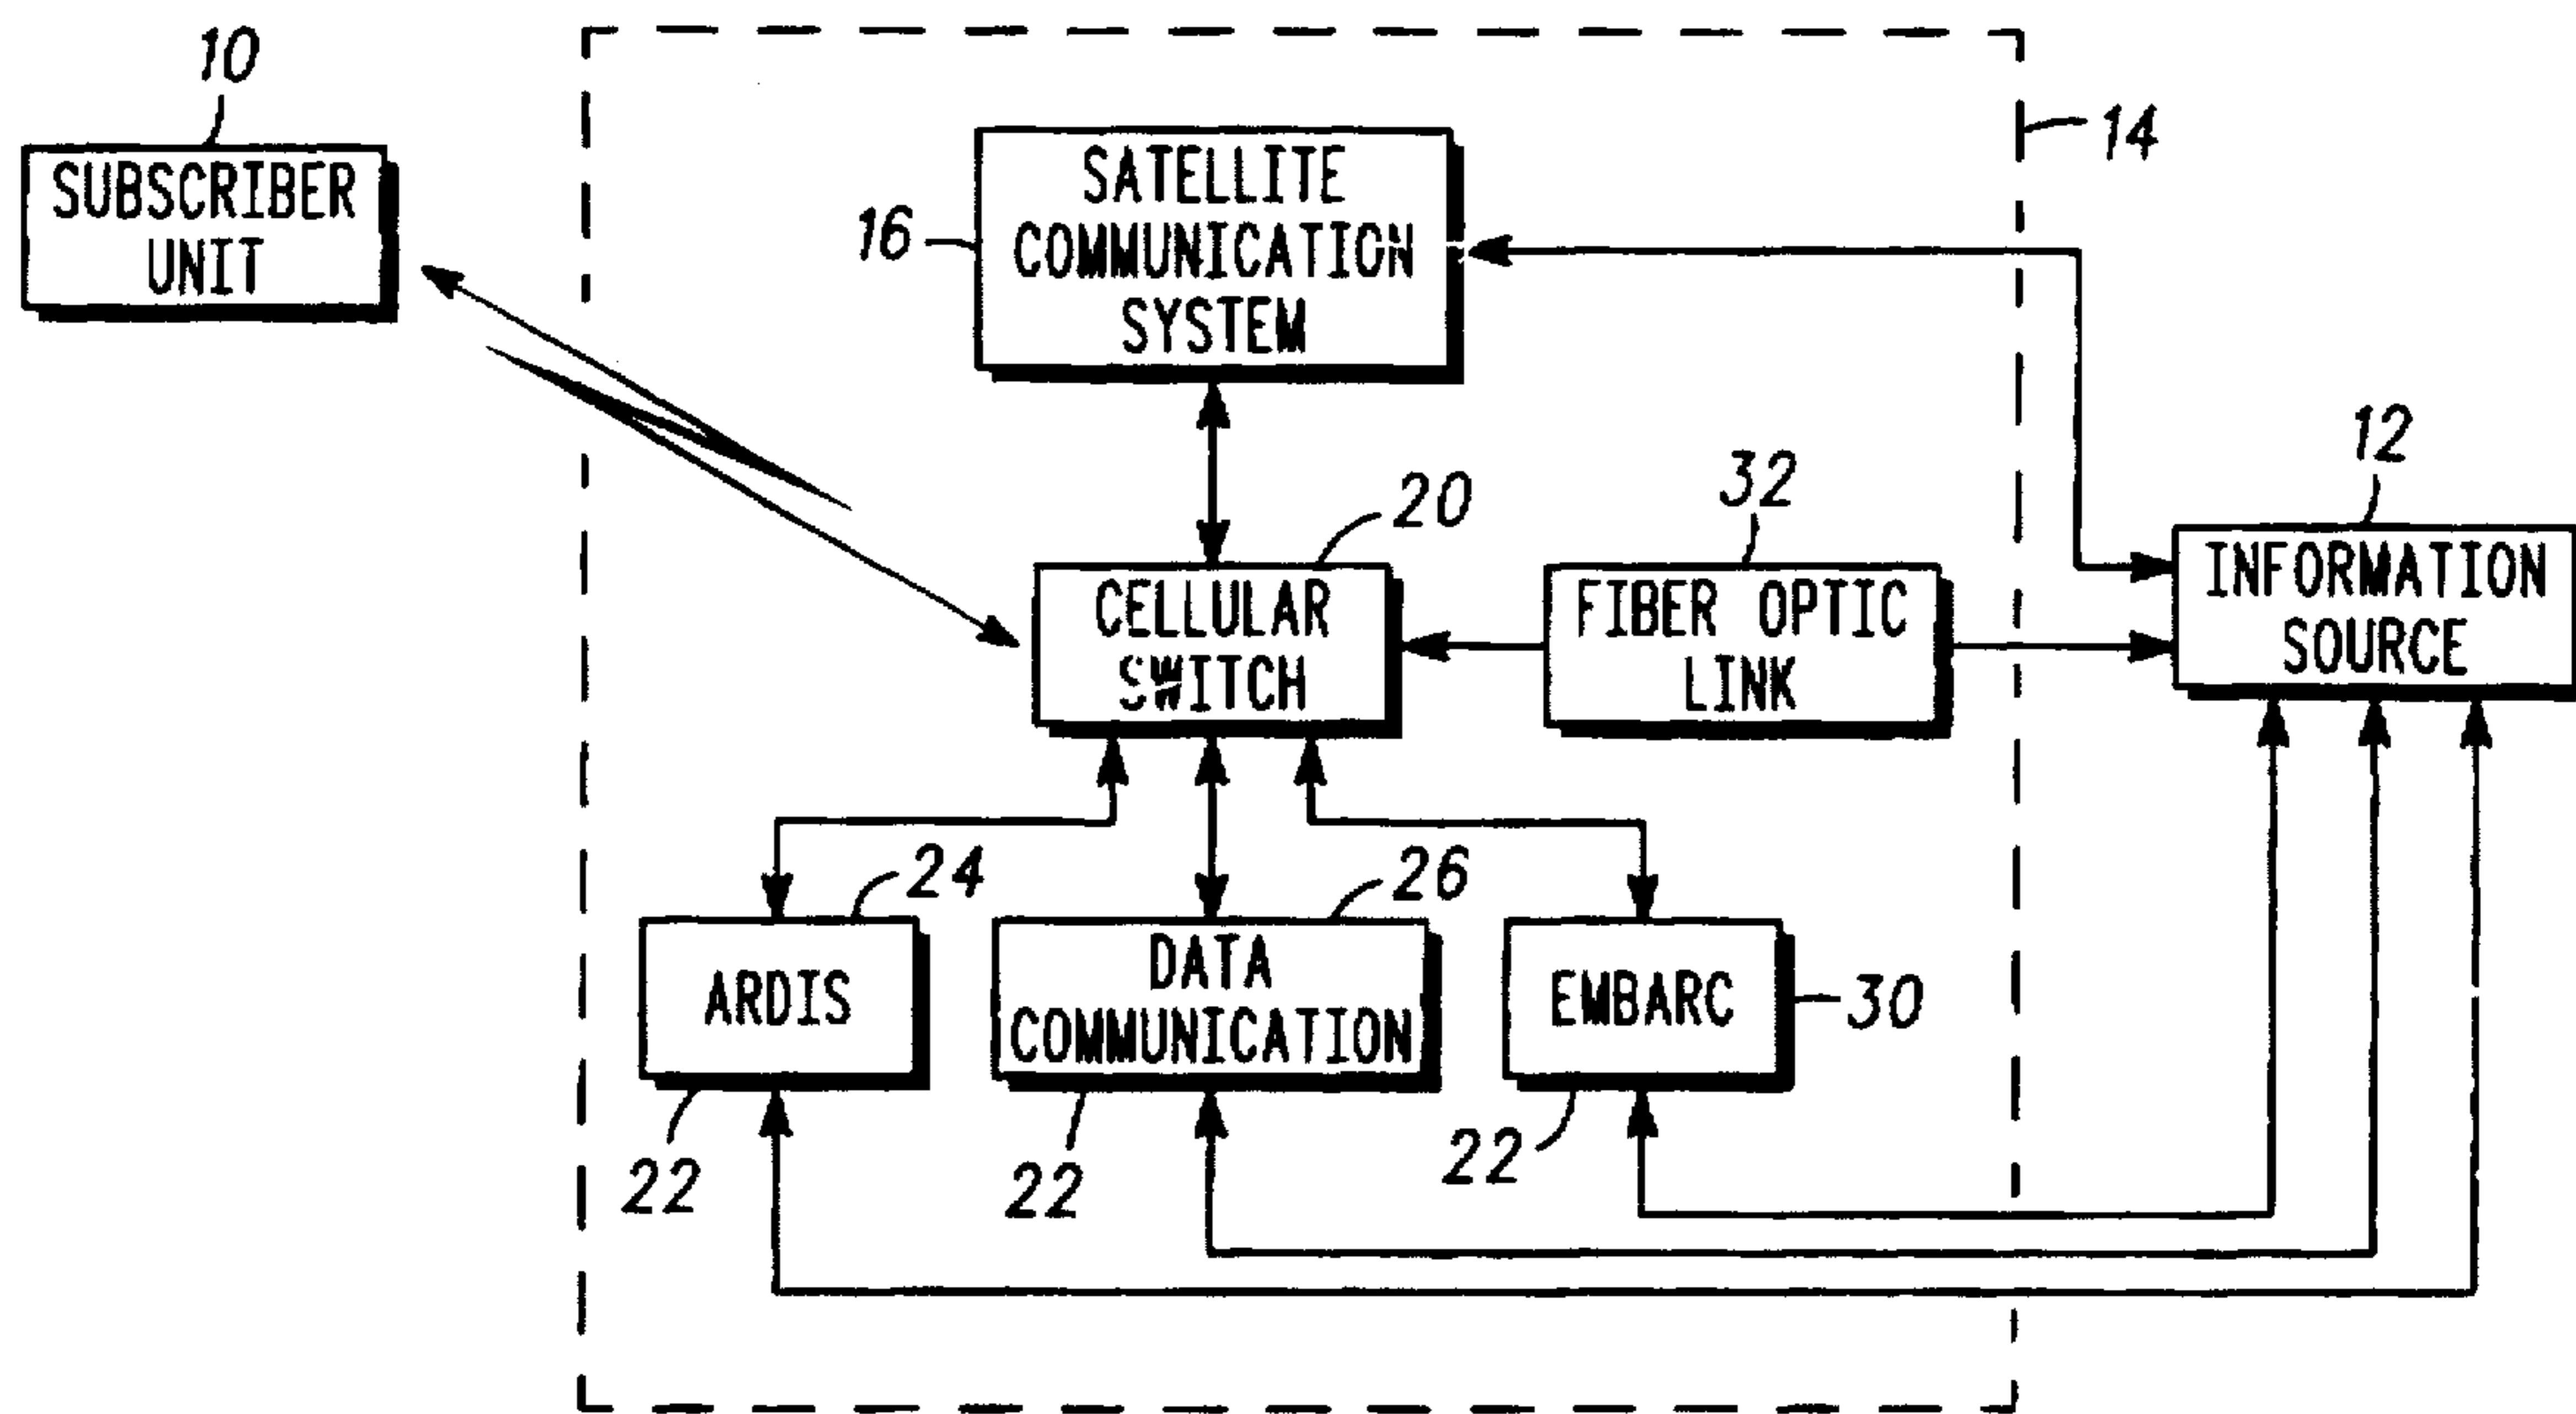 10
SUBSCRIBER
UNIT
14
16
SATELLITE
COMMUNICATION
SYSTEM
20
CELLULAR
SWITCH
32
FIBER OPTIC
LINK
12
INFORMATION
SOURCE
24
ARDIS
22
26
DATA
COMMUNICATION
22
EMBARC
30
22